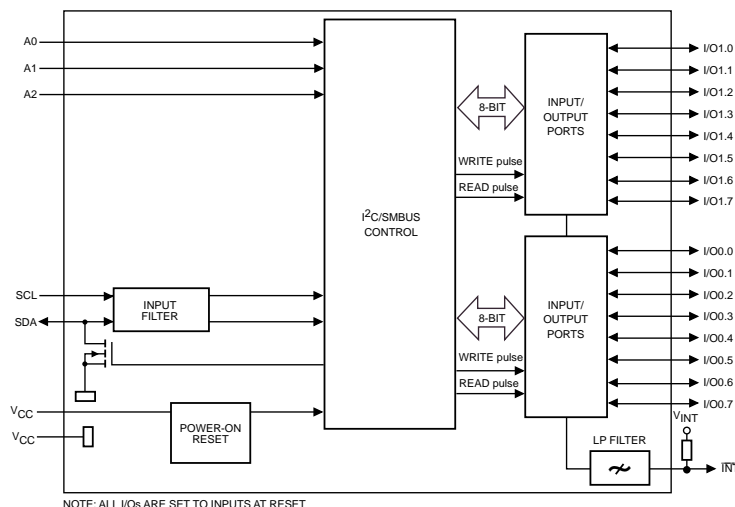 A0
A1
A2
SCL
SDA
VCC
VCC
INPUT
FILTER
POWER-ON
RESET
I2C/SMBUS
CONTROL
8-BIT
WRITE pulse
READ pulse
INPUT/
OUTPUT
PORTS
I/O1.0
I/O1.1
I/O1.2
I/O1.3
I/O1.4
I/O1.5
I/O1.6
I/O1.7
8-BIT
WRITE pulse
READ pulse
INPUT/
OUTPUT
PORTS
I/O0.0
I/O0.1
I/O0.2
I/O0.3
I/O0.4
I/O0.5
I/O0.6
I/O0.7
VINT
LP FILTER
NOTE: ALL I/Os ARE SET TO INPUTS AT RESET